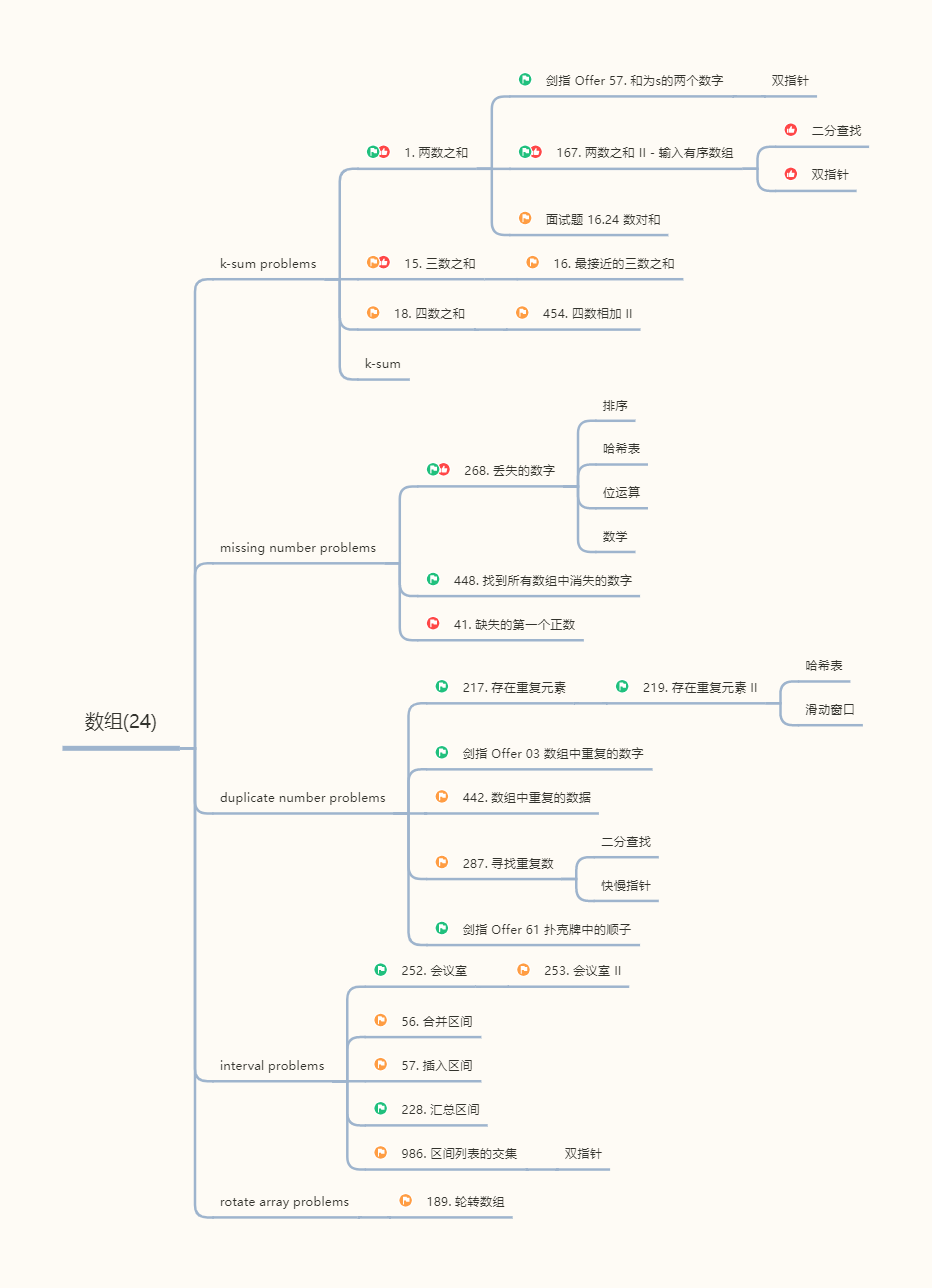 数组(24)
k-sum problems
1. 两数之和
剑指 Offer 57. 和为s的两个数字
双指针
167. 两数之和 II - 输入有序数组
二分查找
双指针
面试题 16.24 数对和
15. 三数之和
16. 最接近的三数之和
18. 四数之和
454. 四数相加 II
k-sum
missing number problems
268. 丢失的数字
排序
哈希表
位运算
数学
448. 找到所有数组中消失的数字
41. 缺失的第一个正数
duplicate number problems
217. 存在重复元素
219. 存在重复元素 II
哈希表
滑动窗口
剑指 Offer 03 数组中重复的数字
442. 数组中重复的数据
287. 寻找重复数
二分查找
快慢指针
剑指 Offer 61 扑克牌中的顺子
interval problems
252. 会议室
253. 会议室 II
56. 合并区间
57. 插入区间
228. 汇总区间
986. 区间列表的交集
双指针
rotate array problems
189. 轮转数组